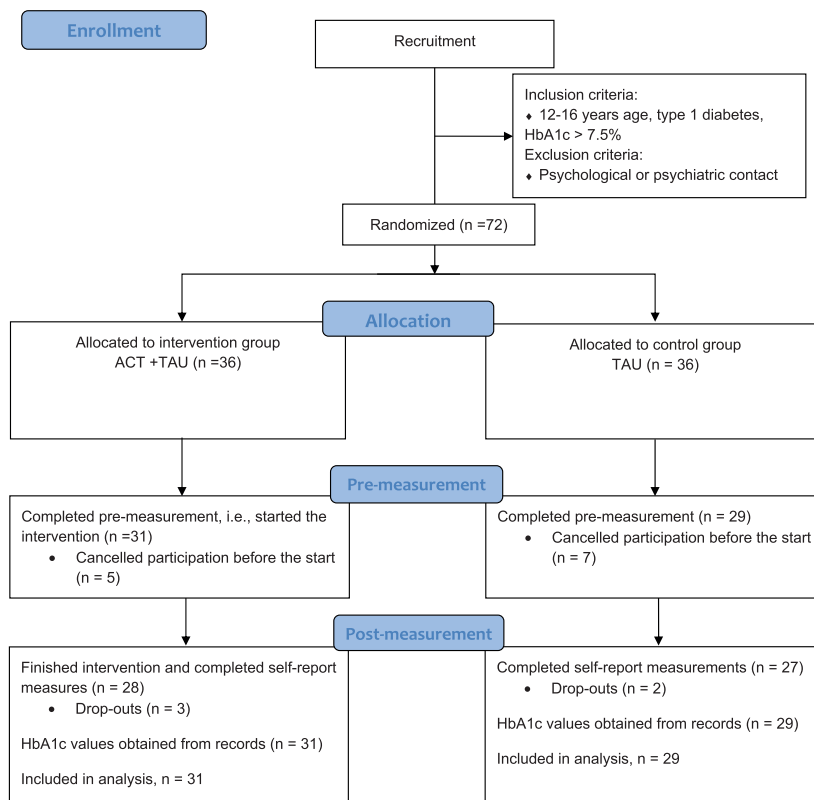 Enrollment
Recruitment
Inclusion criteria:
♦ 12-16 years age, type 1 diabetes,
HbA1c > 7.5%
Exclusion criteria:
♦ Psychological or psychiatric contact
Randomized (n =72)
Allocation
Allocated to intervention group
ACT +TAU (n =36)
Allocated to control group
TAU (n = 36)
Pre-measurement
Completed pre-measurement, i.e., started the
intervention (n =31)
• Cancelled participation before the start
(n = 5)
Completed pre-measurement (n = 29)
• Cancelled participation before the start
(n = 7)
Post-measurement
Finished intervention and completed self-report
measures (n = 28)
• Drop-outs (n = 3)
HbA1c values obtained from records (n = 31)
Included in analysis, n = 31
Completed self-report measurements (n = 27)
• Drop-outs (n = 2)
HbA1c values obtained from records (n = 29)
Included in analysis, n = 29